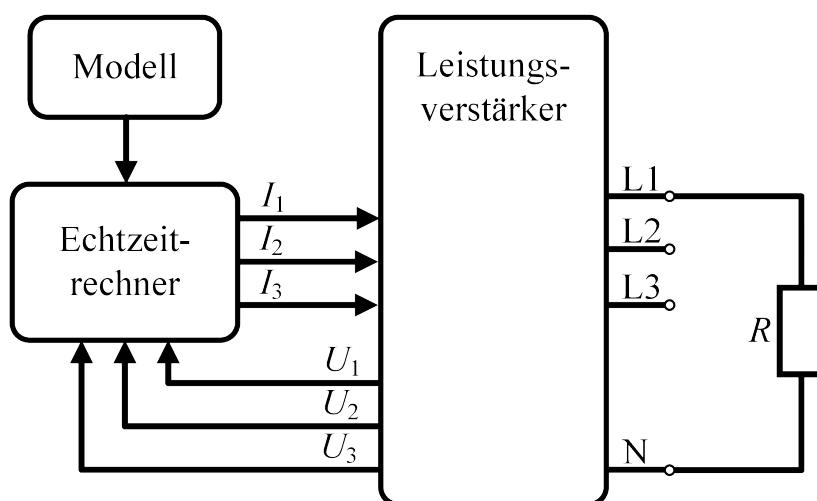 Modell
Leistungs-
verstärker
Echtzeit-
rechner
I1
I2
I3
U1
U2
U3
L1
L2
L3
N
R